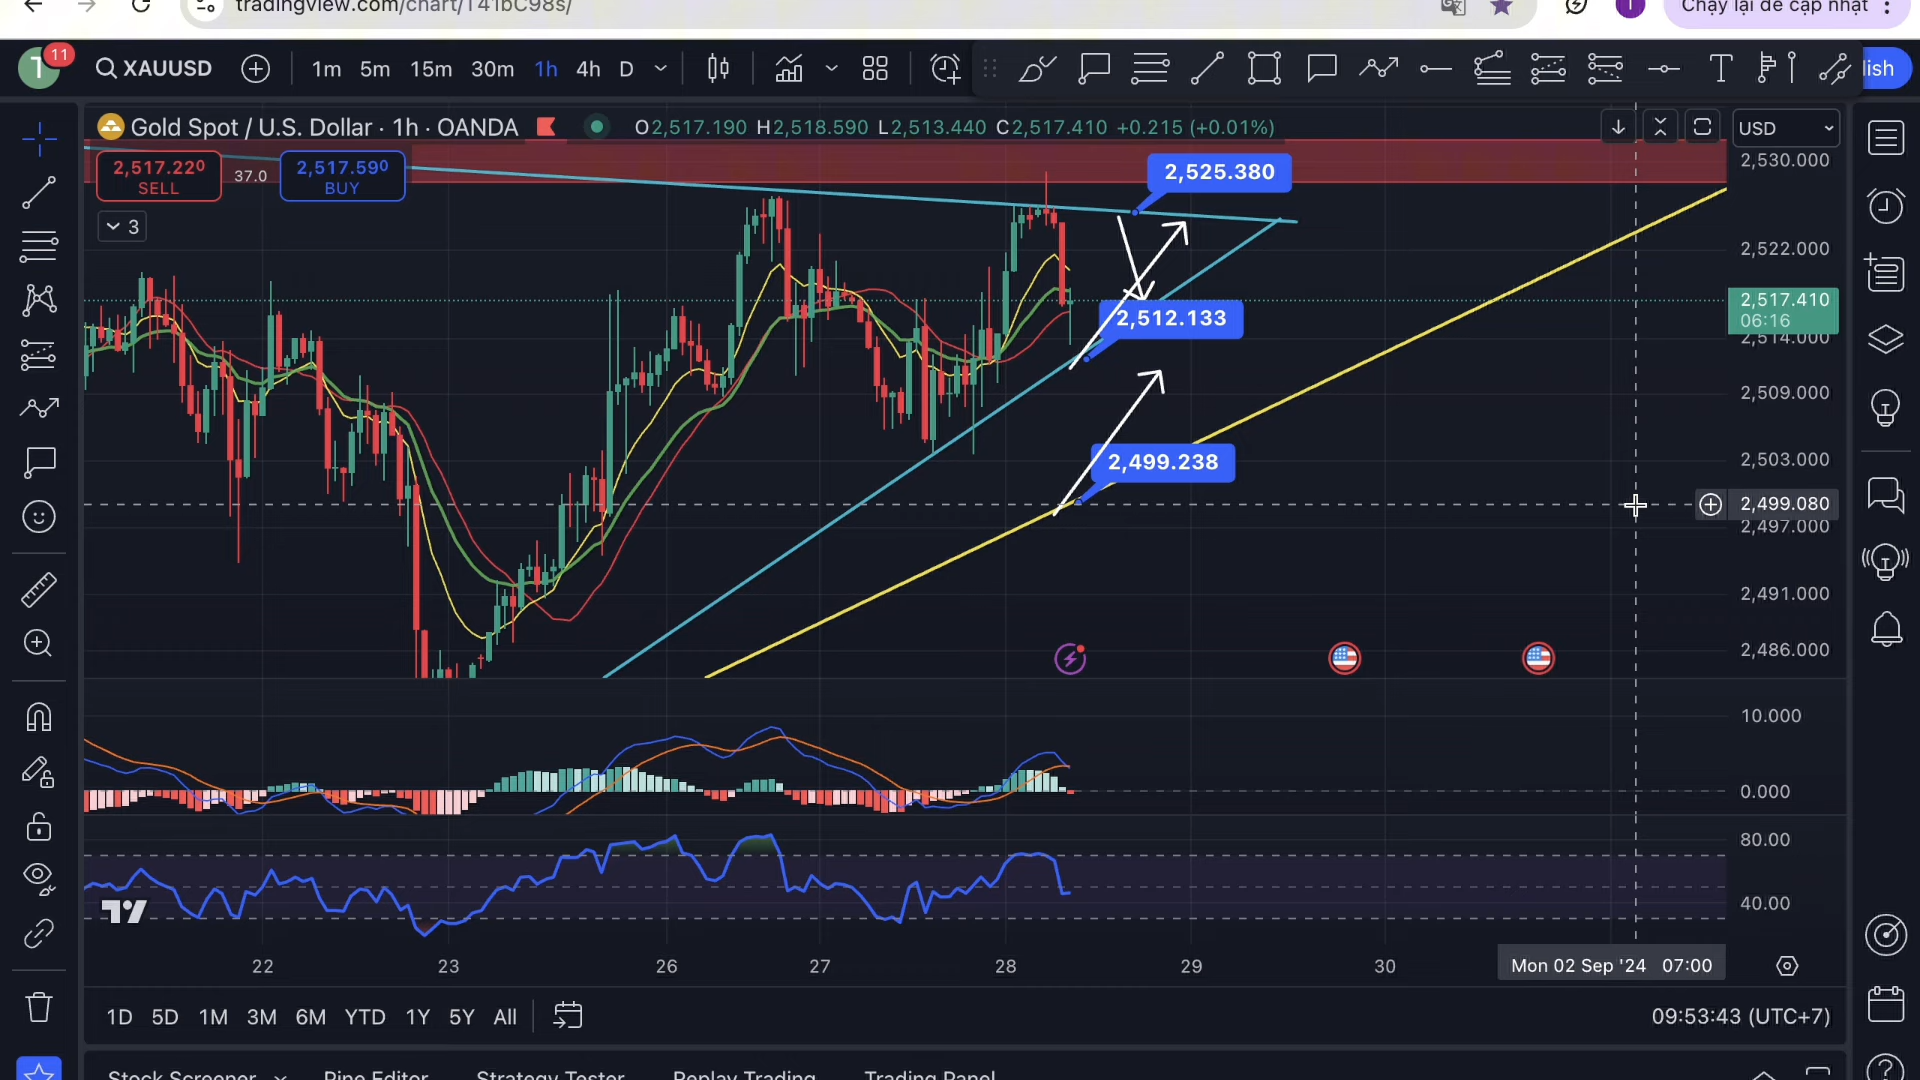 tradingview.com/chart/T41bC98s/
Chạy lại để cập nhật
11
T
XAUUSD
1m 5m 15m 30m 1h 4h D
lish
Gold Spot / U.S. Dollar · 1h · OANDA
O2,517.190 H2,518.590 L2,513.440 C2,517.410 +0.215 (+0.01%)
USD
2,517.220
SELL
37.0
2,517.590
BUY
3
2,525.380
2,512.133
2,499.238
2,530.000
2,522.000
2,517.410
06:16
2,514.000
2,509.000
2,503.000
2,499.080
2,497.000
2,491.000
2,486.000
10.000
0.000
80.00
40.00
22 23 26 27 28 29 30
Mon 02 Sep '24 07:00
1D 5D 1M 3M 6M YTD 1Y 5Y All
09:53:43 (UTC+7)
Stock Screener Pine Editor Strategy Tester Replay Trading Trading Panel